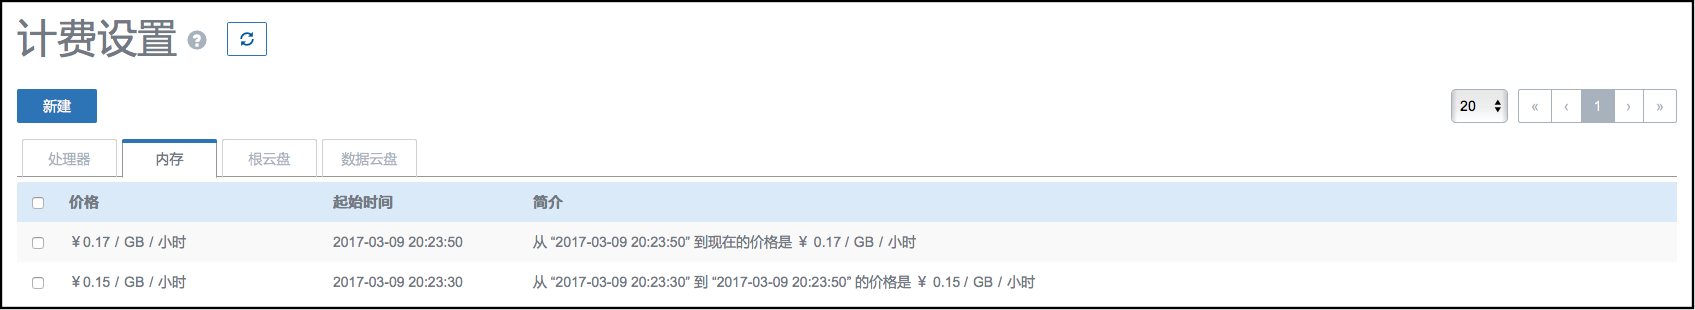 计费设置 ?
新建
20 « ‹ 1 › »
处理器 内存 根云盘 数据云盘
价格 起始时间 简介
￥0.17 / GB / 小时 2017-03-09 20:23:50 从 “2017-03-09 20:23:50” 到现在的价格是 ￥ 0.17 / GB / 小时
￥0.15 / GB / 小时 2017-03-09 20:23:30 从 “2017-03-09 20:23:30” 到 “2017-03-09 20:23:50” 的价格是 ￥ 0.15 / GB / 小时